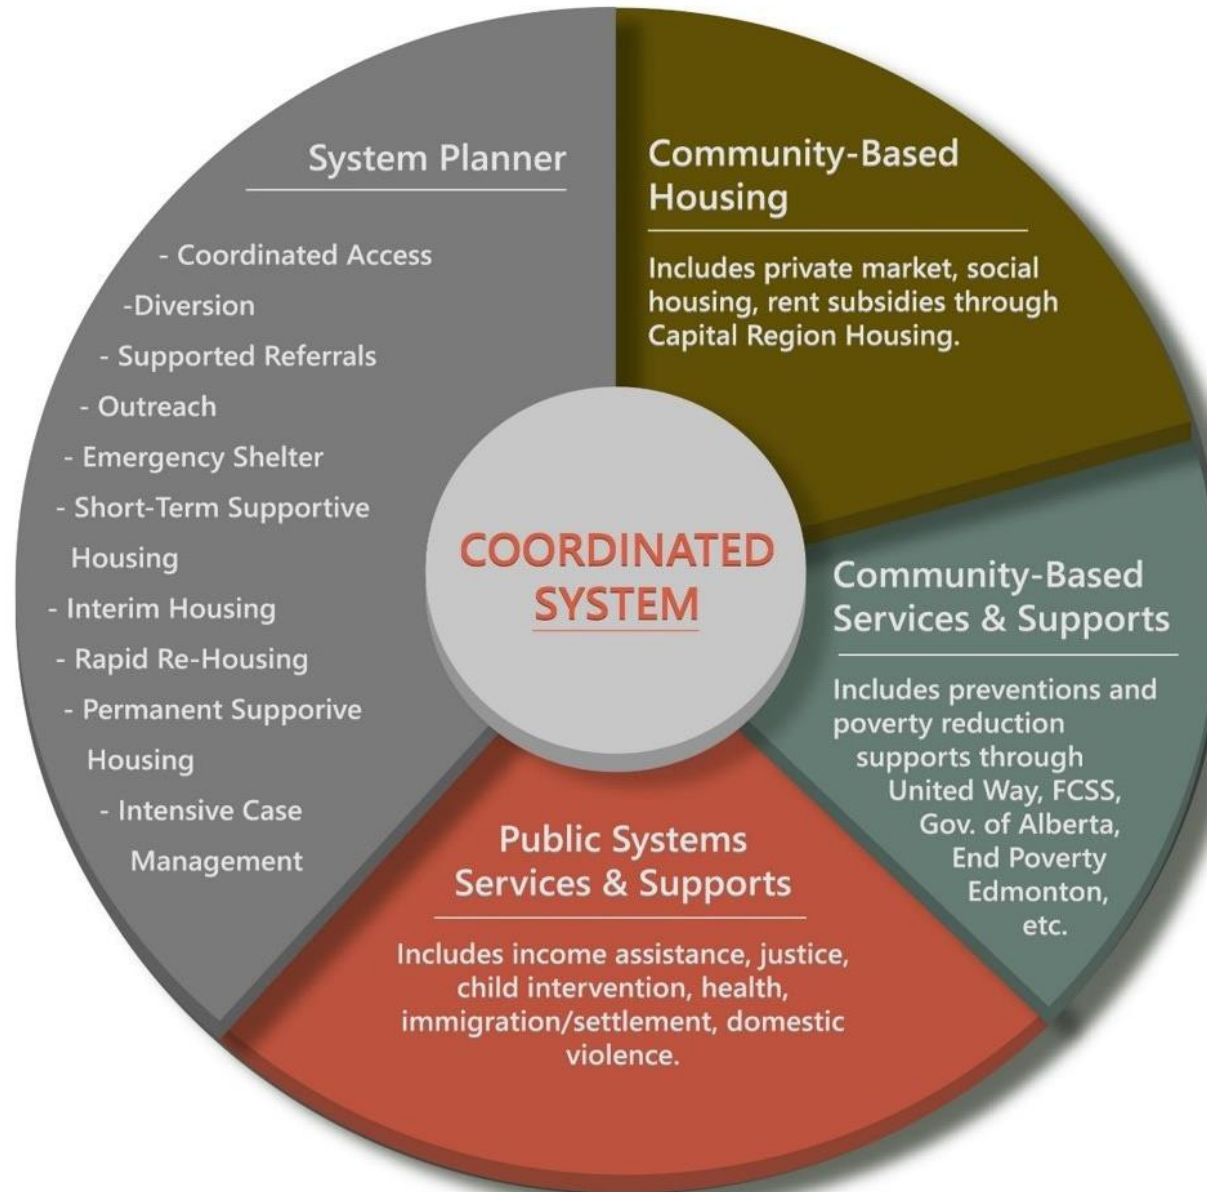 System Planner
- Coordinated Access
-Diversion
- Supported Referrals
- Outreach
- Emergency Shelter
- Short-Term Supportive
Housing
- Interim Housing
- Rapid Re-Housing
- Permanent Supporive
Housing
- Intensive Case
Management
Community-Based
Housing
Includes private market, social
housing, rent subsidies through
Capital Region Housing.
COORDINATED
SYSTEM
Community-Based
Services & Supports
Includes preventions and
poverty reduction
supports through
United Way, FCSS,
Gov. of Alberta,
End Poverty
Edmonton,
etc.
Public Systems
Services & Supports
Includes income assistance, justice,
child intervention, health,
immigration/settlement, domestic
violence.